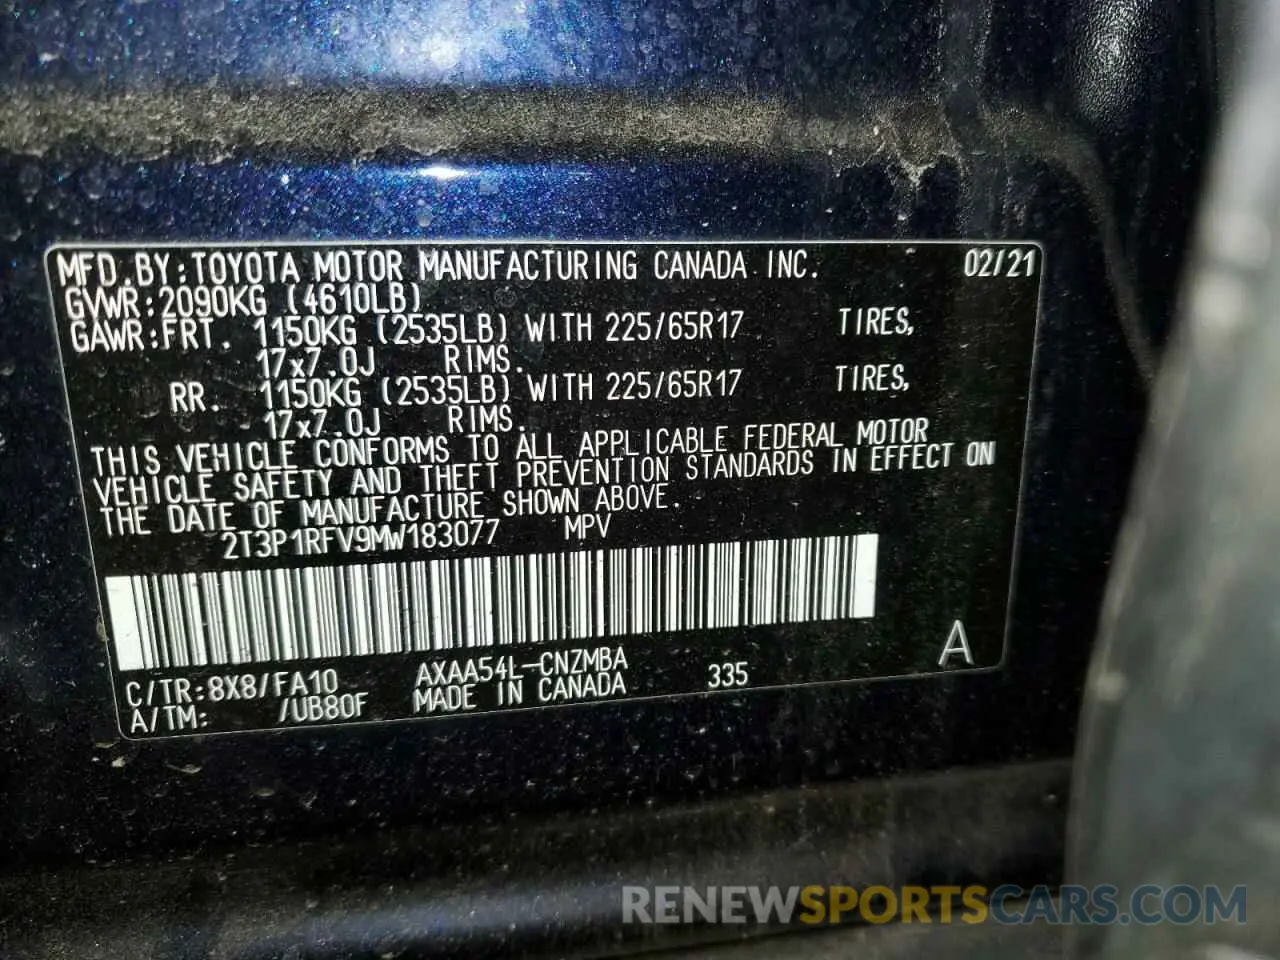 MFD.BY:TOYOTA MOTOR MANUFACTURING CANADA INC. 02/21
GVWR:2090KG (4610LB)
GAWR:FRT. 1150KG (2535LB) WITH 225/65R17 TIRES,
17x7.0J RIMS.
RR. 1150KG (2535LB) WITH 225/65R17 TIRES,
17x7.0J RIMS.
THIS VEHICLE CONFORMS TO ALL APPLICABLE FEDERAL MOTOR
VEHICLE SAFETY AND THEFT PREVENTION STANDARDS IN EFFECT ON
THE DATE OF MANUFACTURE SHOWN ABOVE.
2T3P1RFV9MW183077 MPV
A
C/TR:8X8/FA10 AXAA54L-CNZMBA 335
A/TM: /UB80F MADE IN CANADA
RENEWSPORTSCARS.COM